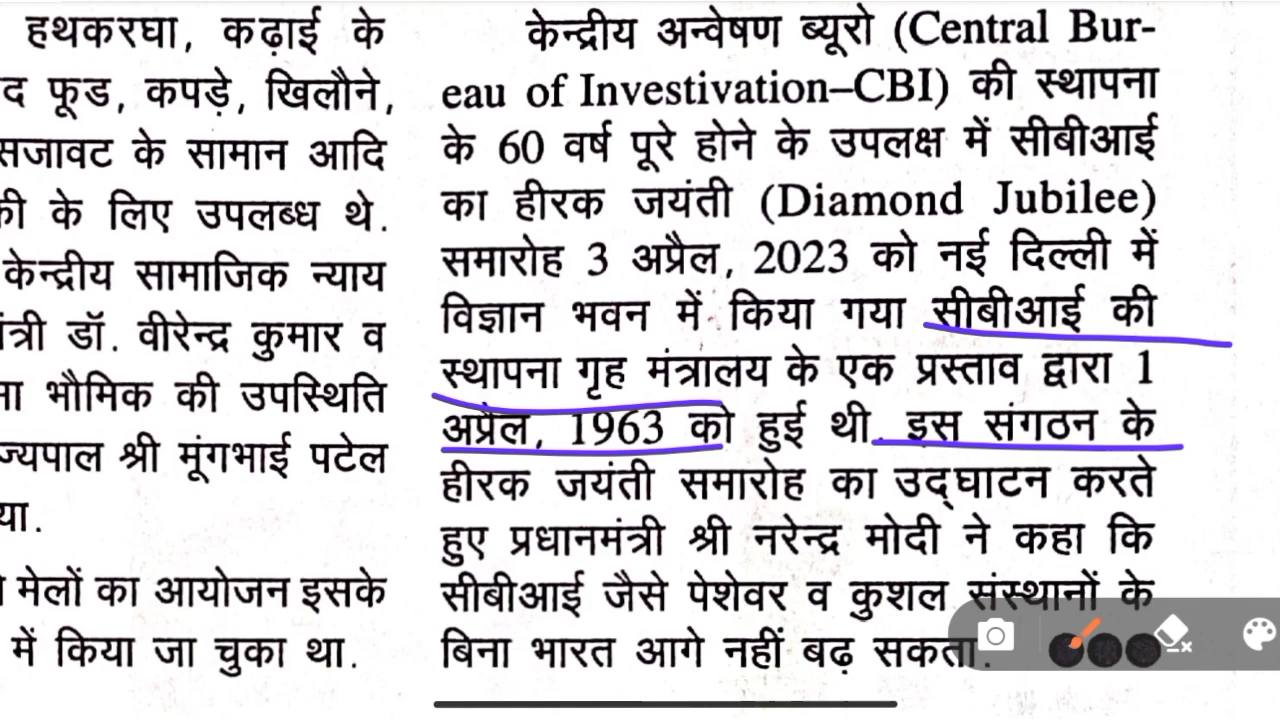 हथकरघा, कढ़ाई के
द फूड, कपड़े, खिलौने,
सजावट के सामान आदि
की के लिए उपलब्ध थे.
केन्द्रीय सामाजिक न्याय
मंत्री डॉ. वीरेन्द्र कुमार व
मा भौमिक की उपस्थिति
ज्यपाल श्री मूंगभाई पटेल
या.
मेलों का आयोजन इसके
में किया जा चुका था.
केन्द्रीय अन्वेषण ब्यूरो (Central Bur-
eau of Investivation–CBI) की स्थापना
के 60 वर्ष पूरे होने के उपलक्ष में सीबीआई
का हीरक जयंती (Diamond Jubilee)
समारोह 3 अप्रैल, 2023 को नई दिल्ली में
विज्ञान भवन में किया गया सीबीआई की
स्थापना गृह मंत्रालय के एक प्रस्ताव द्वारा 1
अप्रैल, 1963 को हुई थी. इस संगठन के
हीरक जयंती समारोह का उद्घाटन करते
हुए प्रधानमंत्री श्री नरेन्द्र मोदी ने कहा कि
सीबीआई जैसे पेशेवर व कुशल संस्थानों के
बिना भारत आगे नहीं बढ़ सकता.